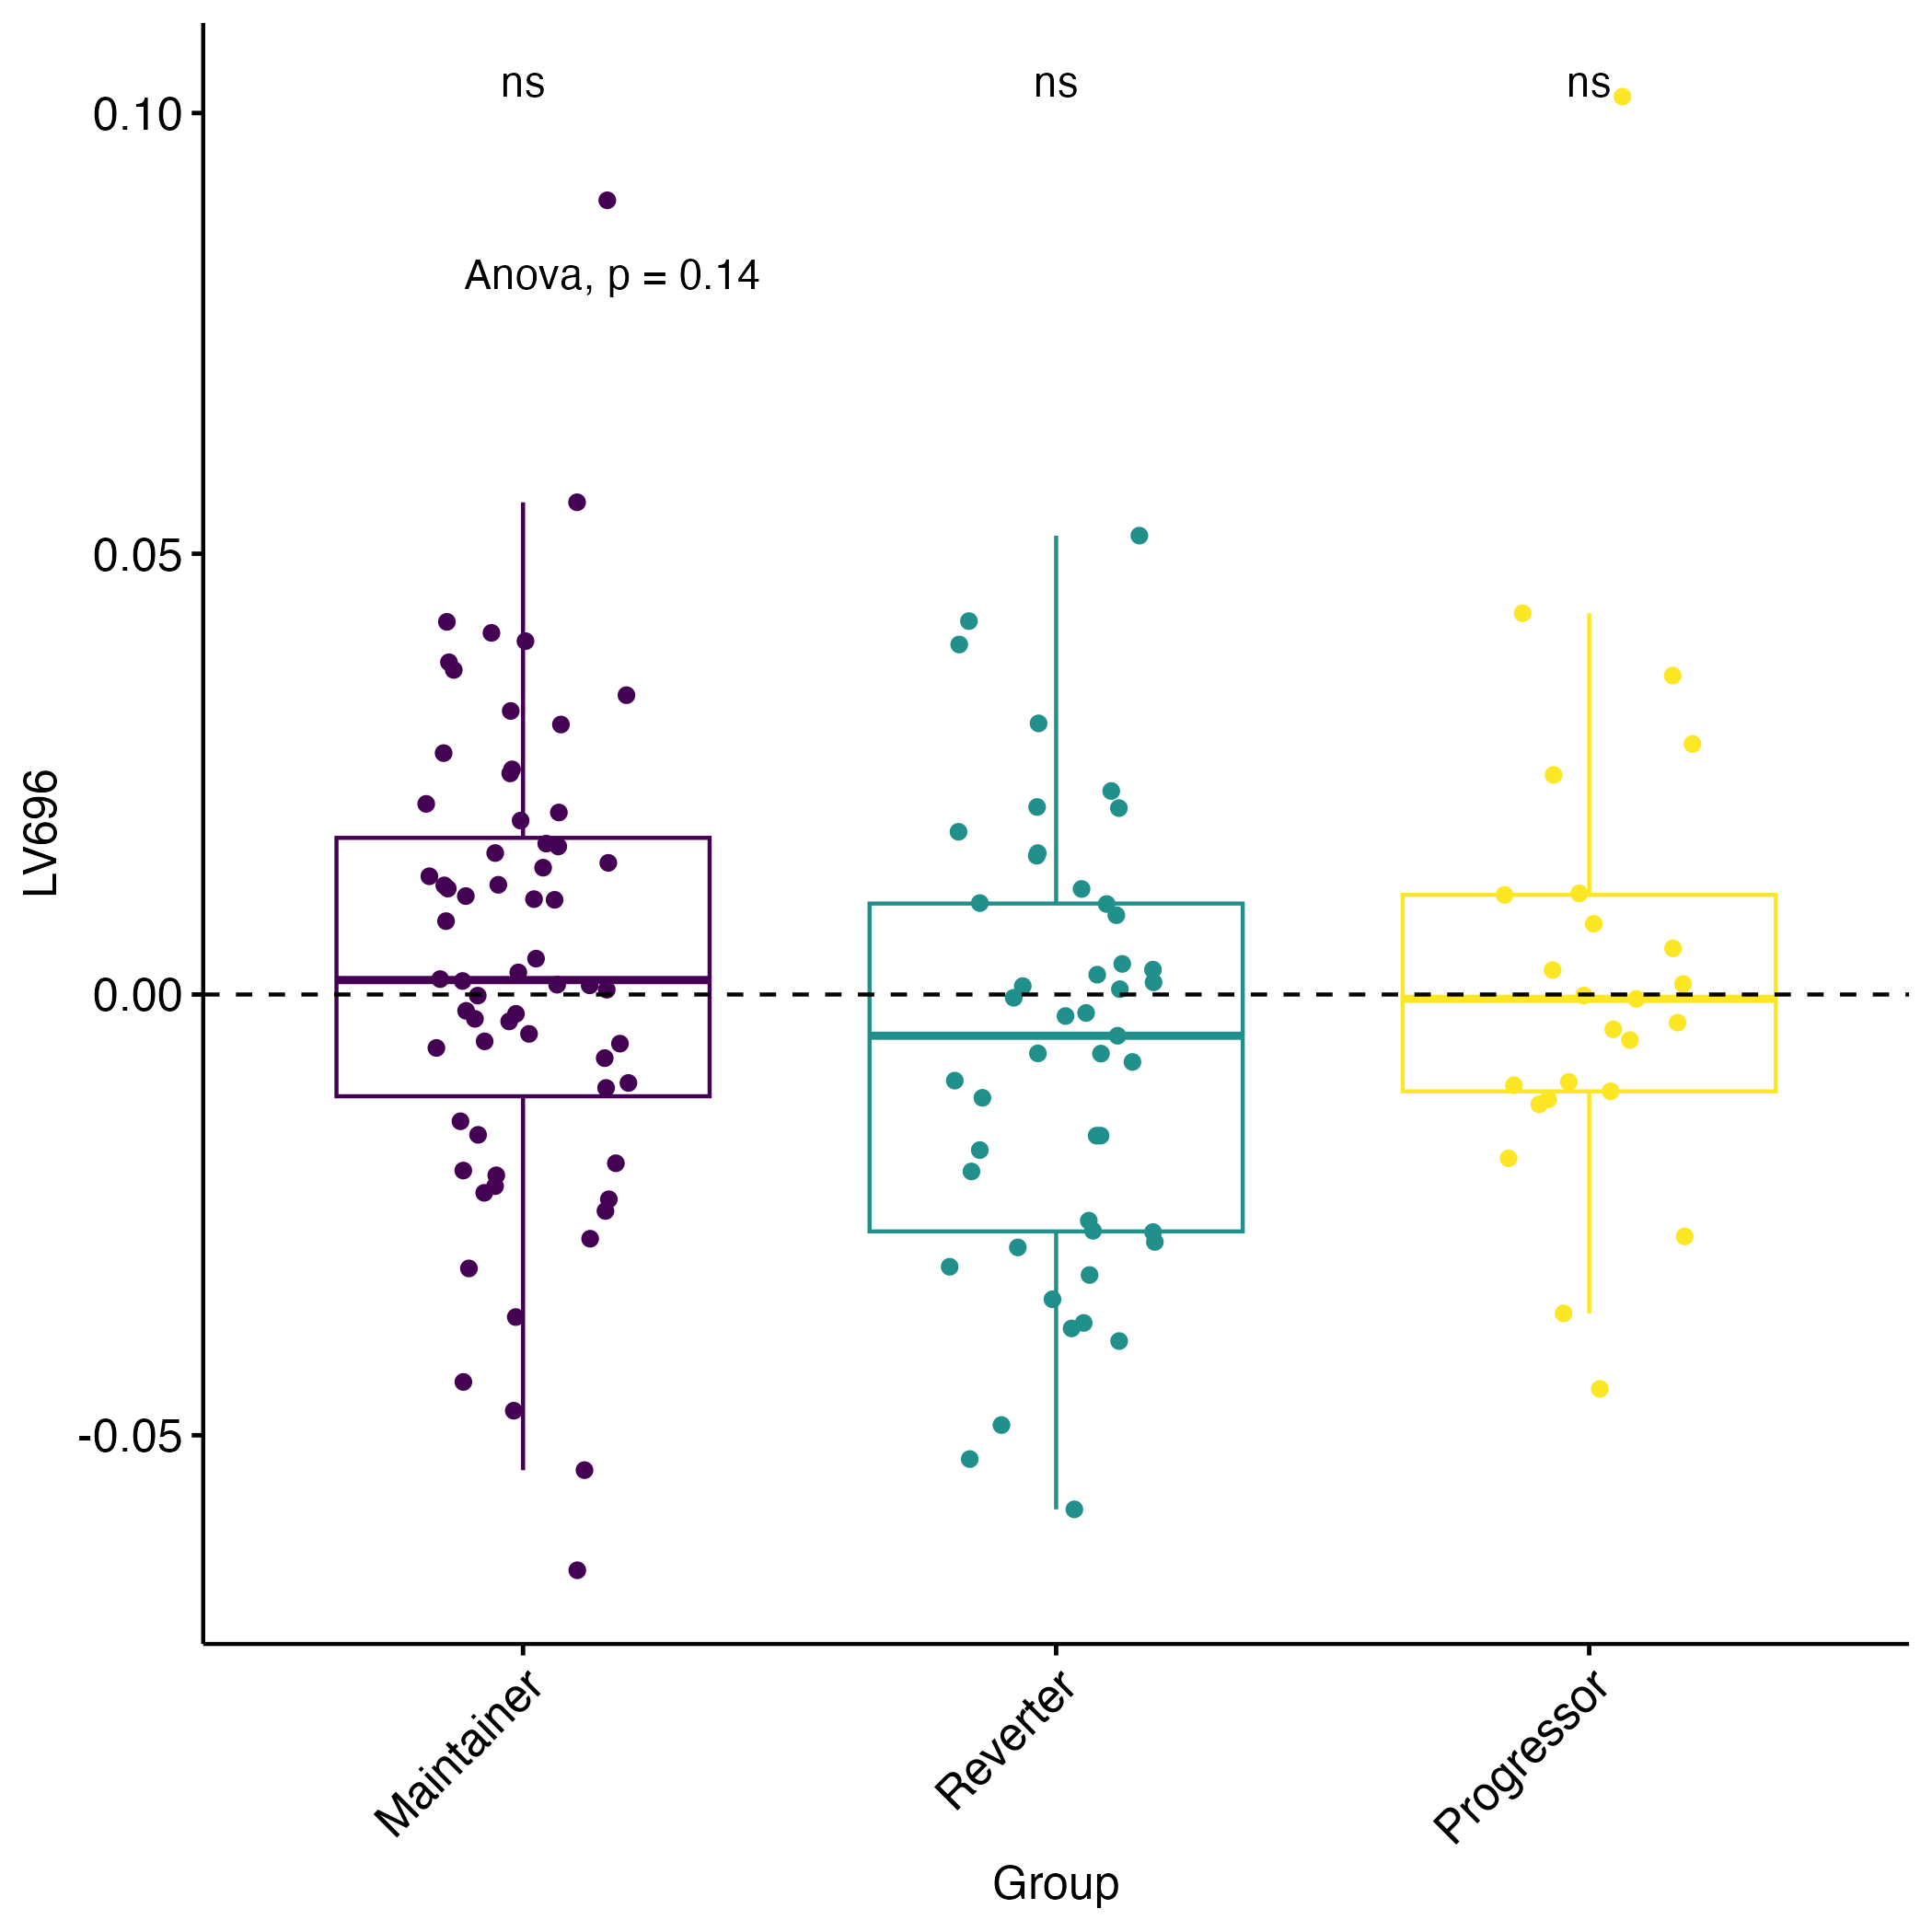 ns ns ns
0.10
Anova, p = 0.14
0.05
LV696
0.00
-0.05
Maintainer
Reverter
Progressor
Group